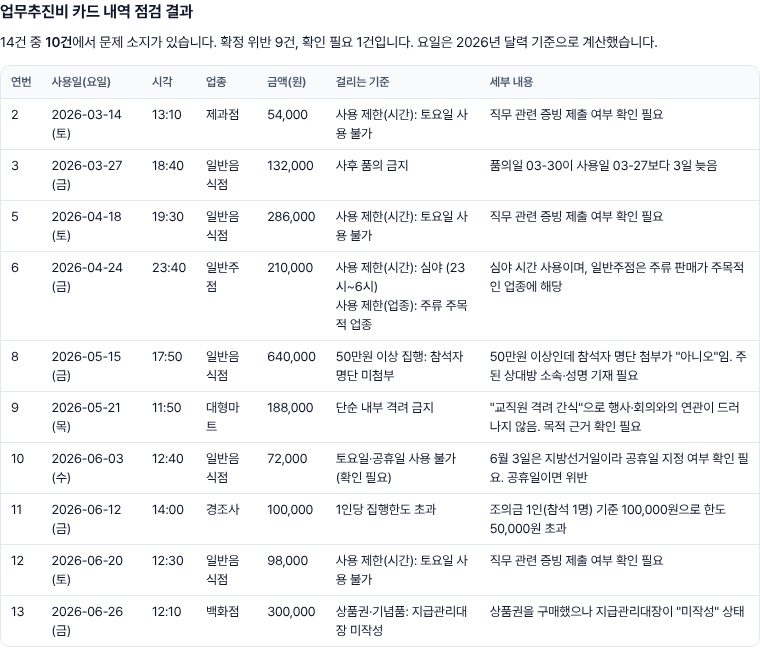 업무추진비 카드 내역 점검 결과
14건 중 10건에서 문제 소지가 있습니다. 확정 위반 9건, 확인 필요 1건입니다. 요일은 2026년 달력 기준으로 계산했습니다.
연번 사용일(요일) 시각 업종 금액(원) 걸리는 기준 세부 내용
2 2026-03-14 13:10 제과점 54,000 사용 제한(시간): 토요일 사 직무 관련 증빙 제출 여부 확인 필요
(토) 용 불가
3 2026-03-27 18:40 일반음 132,000 사후 품의 금지 품의일 03-30이 사용일 03-27보다 3일 늦음
(금) 식점
5 2026-04-18 19:30 일반음 286,000 사용 제한(시간): 토요일 사 직무 관련 증빙 제출 여부 확인 필요
(토) 식점 용 불가
6 2026-04-24 23:40 일반주 210,000 사용 제한(시간): 심야 (23 심야 시간 사용이며, 일반주점은 주류 판매가 주목적
(금) 점 시~6시) 인 업종에 해당
사용 제한(업종): 주류 주목
적 업종
8 2026-05-15 17:50 일반음 640,000 50만원 이상 집행: 참석자 50만원 이상인데 참석자 명단 첨부가 "아니오"임. 주
(금) 식점 명단 미첨부 된 상대방 소속·성명 기재 필요
9 2026-05-21 11:50 대형마 188,000 단순 내부 격려 금지 "교직원 격려 간식"으로 행사·회의와의 연관이 드러
(목) 트 나지 않음. 목적 근거 확인 필요
10 2026-06-03 12:40 일반음 72,000 토요일·공휴일 사용 불가 6월 3일은 지방선거일이라 공휴일 지정 여부 확인 필
(수) 식점 (확인 필요) 요. 공휴일이면 위반
11 2026-06-12 14:00 경조사 100,000 1인당 집행한도 초과 조의금 1인(참석 1명) 기준 100,000원으로 한도
(금) 50,000원 초과
12 2026-06-20 12:30 일반음 98,000 사용 제한(시간): 토요일 사 직무 관련 증빙 제출 여부 확인 필요
(토) 식점 용 불가
13 2026-06-26 12:10 백화점 300,000 상품권·기념품: 지급관리대 상품권을 구매했으나 지급관리대장이 "미작성" 상태
(금) 장 미작성